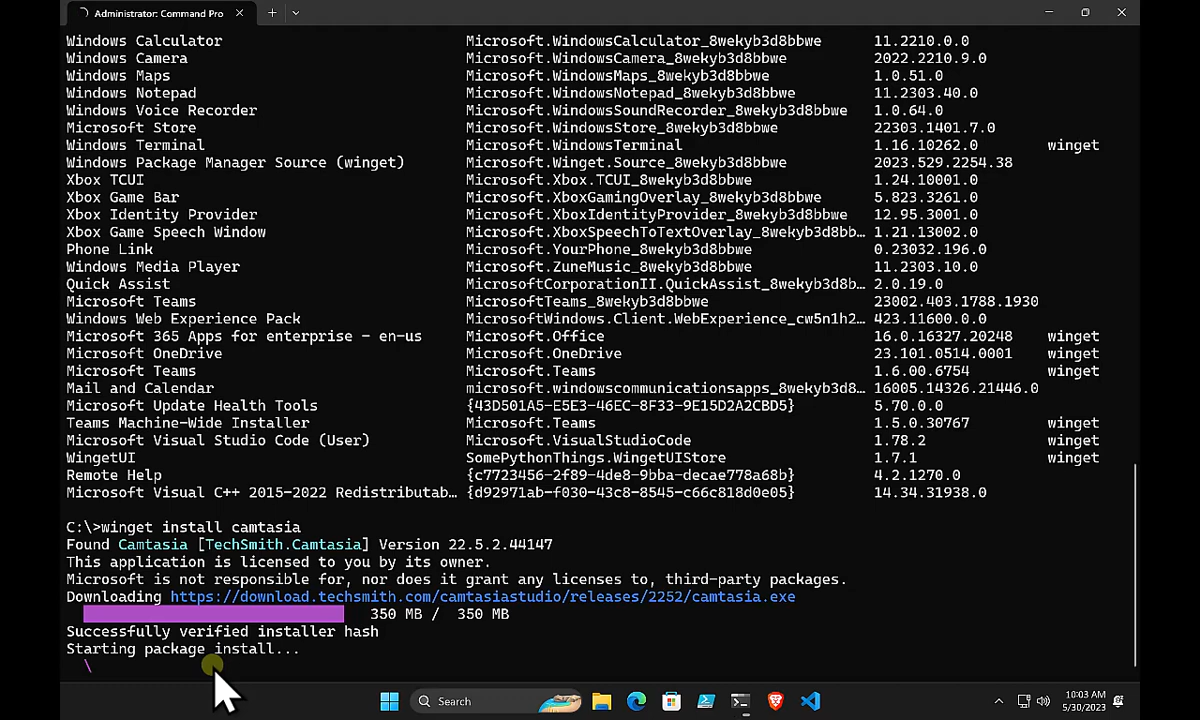 Administrator: Command Pro
Windows Calculator Microsoft.WindowsCalculator_8wekyb3d8bbwe 11.2210.0.0
Windows Camera Microsoft.WindowsCamera_8wekyb3d8bbwe 2022.2210.9.0
Windows Maps Microsoft.WindowsMaps_8wekyb3d8bbwe 1.0.51.0
Windows Notepad Microsoft.WindowsNotepad_8wekyb3d8bbwe 11.2303.40.0
Windows Voice Recorder Microsoft.WindowsSoundRecorder_8wekyb3d8bbwe 1.0.64.0
Microsoft Store Microsoft.WindowsStore_8wekyb3d8bbwe 22303.1401.7.0
Windows Terminal Microsoft.WindowsTerminal 1.16.10262.0 winget
Windows Package Manager Source (winget) Microsoft.Winget.Source_8wekyb3d8bbwe 2023.529.2254.38
Xbox TCUI Microsoft.Xbox.TCUI_8wekyb3d8bbwe 1.24.10001.0
Xbox Game Bar Microsoft.XboxGamingOverlay_8wekyb3d8bbwe 5.823.3261.0
Xbox Identity Provider Microsoft.XboxIdentityProvider_8wekyb3d8bbwe 12.95.3001.0
Xbox Game Speech Window Microsoft.XboxSpeechToTextOverlay_8wekyb3d8bb… 1.21.13002.0
Phone Link Microsoft.YourPhone_8wekyb3d8bbwe 0.23032.196.0
Windows Media Player Microsoft.ZuneMusic_8wekyb3d8bbwe 11.2303.10.0
Quick Assist MicrosoftCorporationII.QuickAssist_8wekyb3d8b… 2.0.19.0
Microsoft Teams MicrosoftTeams_8wekyb3d8bbwe 23002.403.1788.1930
Windows Web Experience Pack MicrosoftWindows.Client.WebExperience_cw5n1h2… 423.11600.0.0
Microsoft 365 Apps for enterprise - en-us Microsoft.Office 16.0.16327.20248 winget
Microsoft OneDrive Microsoft.OneDrive 23.101.0514.0001 winget
Microsoft Teams Microsoft.Teams 1.6.00.6754 winget
Mail and Calendar microsoft.windowscommunicationsapps_8wekyb3d8… 16005.14326.21446.0
Microsoft Update Health Tools {43D501A5-E5E3-46EC-8F33-9E15D2A2CBD5} 5.70.0.0
Teams Machine-Wide Installer Microsoft.Teams 1.5.0.30767 winget
Microsoft Visual Studio Code (User) Microsoft.VisualStudioCode 1.78.2 winget
WingetUI SomePythonThings.WingetUIStore 1.7.1 winget
Remote Help {c7723456-2f89-4de8-9bba-decae778a68b} 4.2.1270.0
Microsoft Visual C++ 2015-2022 Redistributab… {d92971ab-f030-43c8-8545-c66c818d0e05} 14.34.31938.0
C:\>winget install camtasia
Found Camtasia [TechSmith.Camtasia] Version 22.5.2.44147
This application is licensed to you by its owner.
Microsoft is not responsible for, nor does it grant any licenses to, third-party packages.
Downloading https://download.techsmith.com/camtasiastudio/releases/2252/camtasia.exe
350 MB / 350 MB
Successfully verified installer hash
Starting package install...
\
Search
10:03 AM
5/30/2023